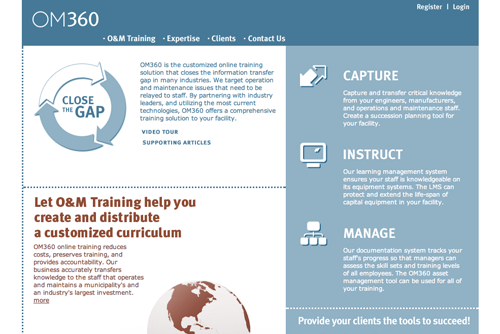 OM360
Register | Login
· O&M Training · Expertise · Clients · Contact Us
CLOSE
THE GAP
OM360 is the customized online training
solution that closes the information transfer
gap in many industries. We target operation
and maintenance issues that need to be
relayed to staff. By partnering with industry
leaders, and utilizing the most current
technologies, OM360 offers a comprehensive
training solution to your facility.
VIDEO TOUR
SUPPORTING ARTICLES
Let O&M Training help you
create and distribute
a customized curriculum
OM360 online training reduces
costs, preserves training, and
provides accountability. Our
business accurately transfers
knowledge to the staff that operates
and maintains a municipality's and
an industry's largest investment.
more
CAPTURE
Capture and transfer critical knowledge
from your engineers, manufacturers,
and operations and maintenance staff.
Create a succession planning tool for
your facility.
INSTRUCT
Our learning management system
ensures your staff is knowledgeable on
its equipment systems. The LMS can
protect and extend the life-span of
capital equipment in your facility.
MANAGE
Our documentation system tracks your
staff's progress so that managers can
assess the skill sets and training levels
of all employees. The OM360 asset
management tool can be used for all of
your training.
Provide your clients the tools to succeed!